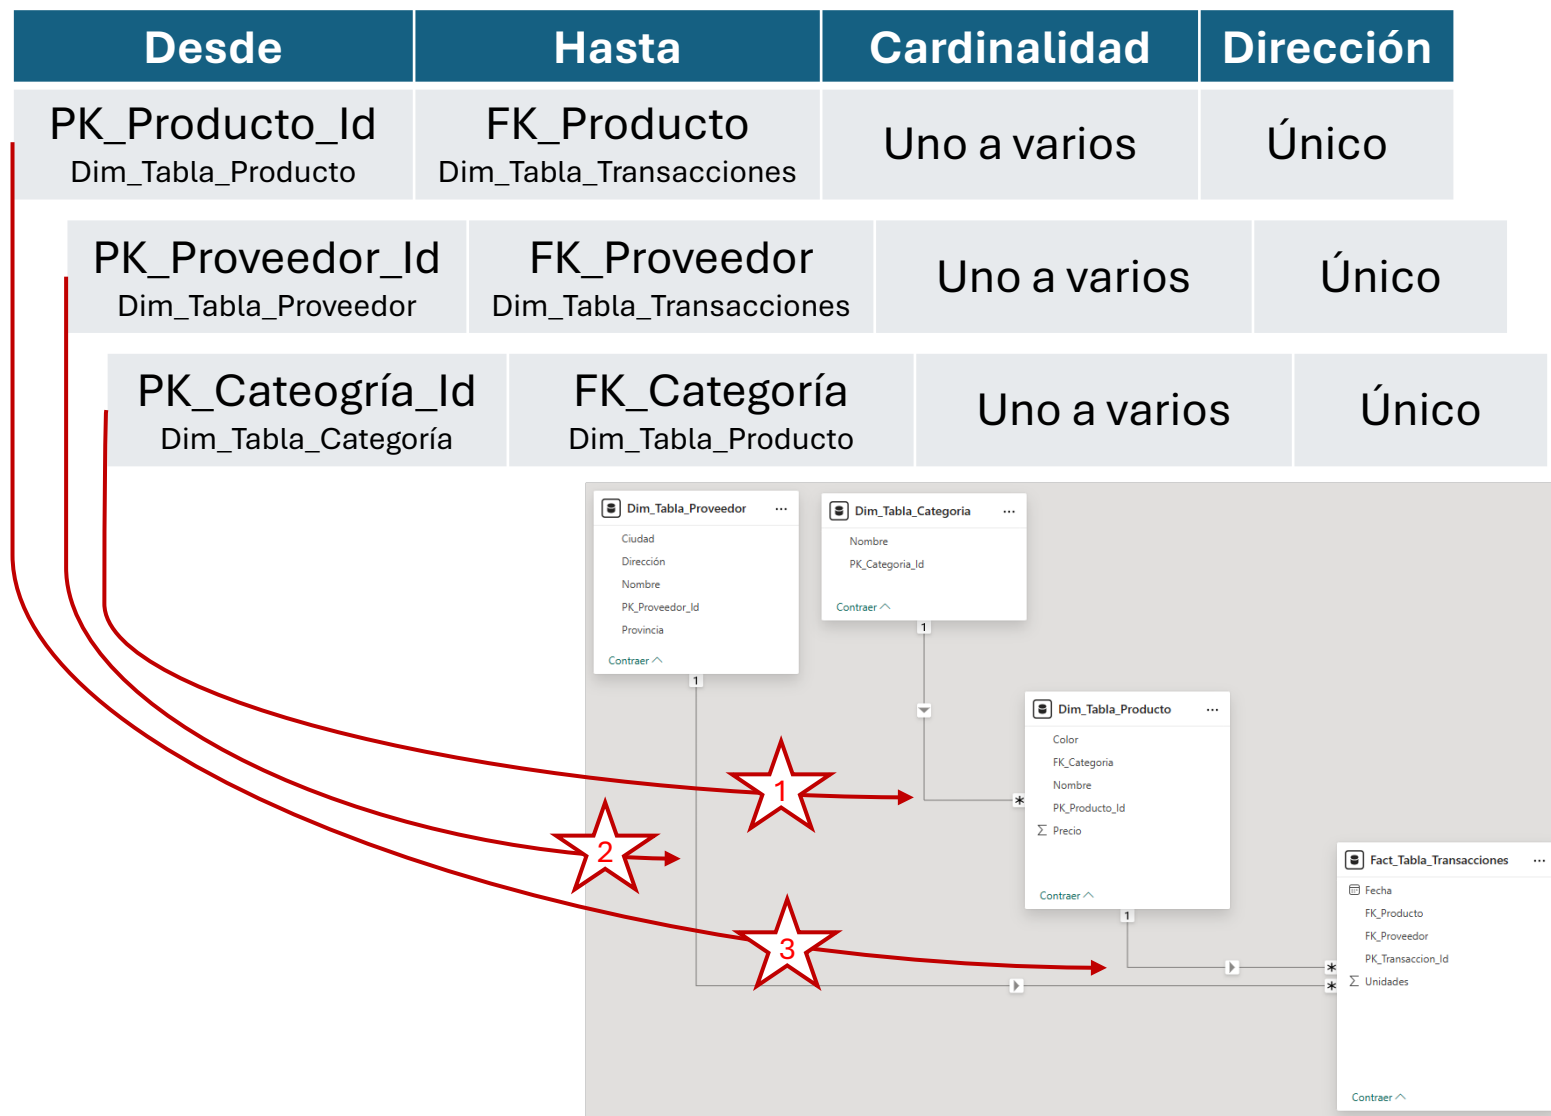 Desde Hasta Cardinalidad Dirección
PK_Producto_Id FK_Producto Uno a varios Único
Dim_Tabla_Producto Dim_Tabla_Transacciones
PK_Proveedor_Id FK_Proveedor Uno a varios Único
Dim_Tabla_Proveedor Dim_Tabla_Transacciones
PK_Cateogría_Id FK_Categoría Uno a varios Único
Dim_Tabla_Categoría Dim_Tabla_Producto
Dim_Tabla_Proveedor ...
Ciudad
Dirección
Nombre
PK_Proveedor_Id
Provincia
Contraer
1
Dim_Tabla_Categoria ...
Nombre
PK_Categoria_Id
Contraer
1
Dim_Tabla_Producto ...
Color
FK_Categoria
Nombre
PK_Producto_Id
Σ Precio
Contraer
1
*
1
2
3
Fact_Tabla_Transacciones ...
Fecha
FK_Producto
FK_Proveedor
PK_Transaccion_Id
Σ Unidades
Contraer
*
*